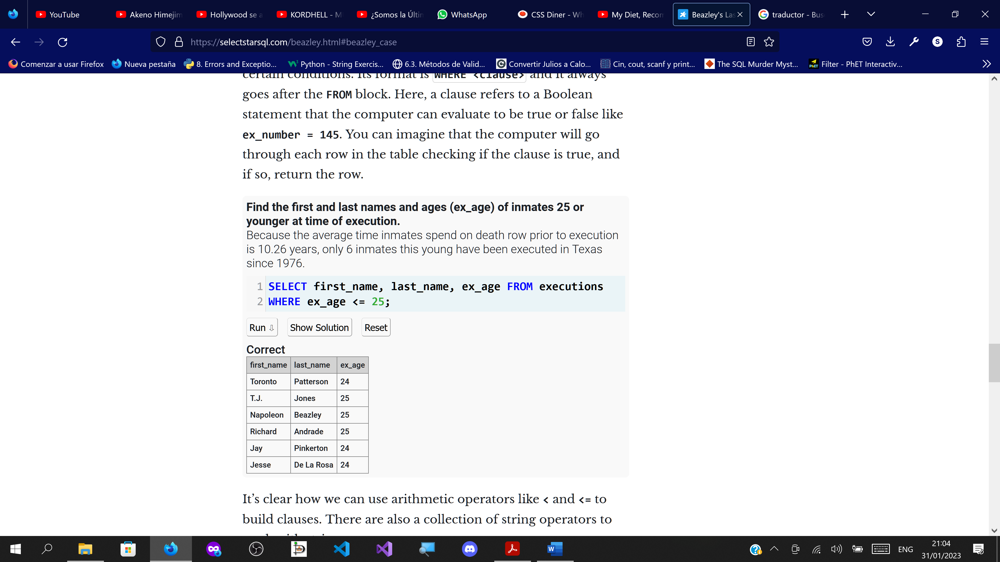 YouTube
Akeno Himejim
Hollywood se a
KORDHELL - M
¿Somos la Últin
WhatsApp
CSS Diner - Wh
My Diet, Recom
Beazley's Las
traductor - Bus
https://selectstarsql.com/beazley.html#beazley_case
S
Comenzar a usar Firefox
Nueva pestaña
8. Errors and Exceptio...
Python - String Exercis...
6.3. Métodos de Valid...
Convertir Julios a Calo...
Cin, cout, scanf y print...
The SQL Murder Myst...
Filter - PhET Interactiv...
certain conditions. Its format is WHERE <clause> and it always
goes after the FROM block. Here, a clause refers to a Boolean
statement that the computer can evaluate to be true or false like
ex_number = 145. You can imagine that the computer will go
through each row in the table checking if the clause is true, and
if so, return the row.
Find the first and last names and ages (ex_age) of inmates 25 or
younger at time of execution.
Because the average time inmates spend on death row prior to execution
is 10.26 years, only 6 inmates this young have been executed in Texas
since 1976.
1 SELECT first_name, last_name, ex_age FROM executions
2 WHERE ex_age <= 25;
Run ⇩ Show Solution Reset
Correct
first_name last_name ex_age
Toronto Patterson 24
T.J. Jones 25
Napoleon Beazley 25
Richard Andrade 25
Jay Pinkerton 24
Jesse De La Rosa 24
It’s clear how we can use arithmetic operators like < and <= to
build clauses. There are also a collection of string operators to
ENG
21:04
31/01/2023